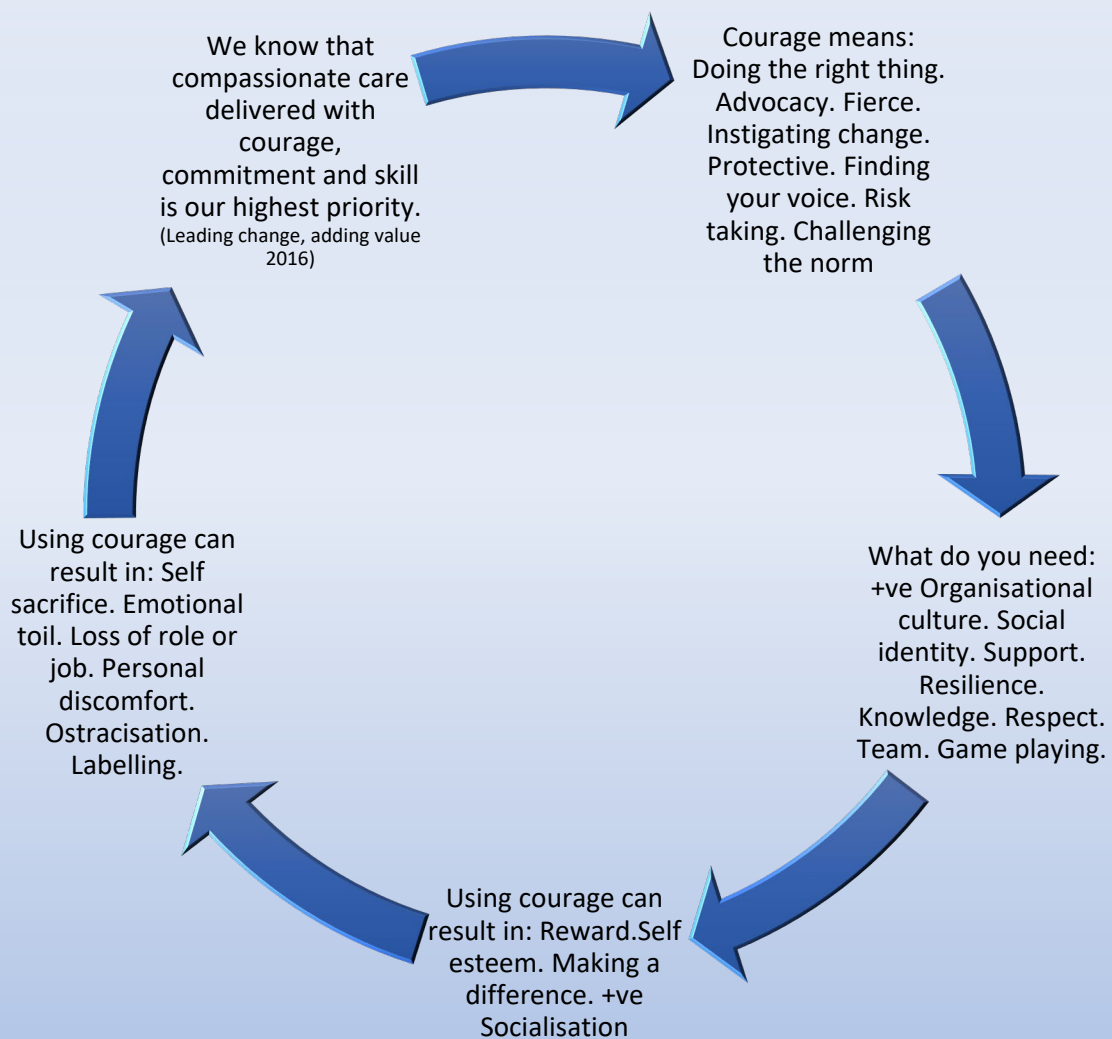 We know that
compassionate care
delivered with
courage,
commitment and skill
is our highest priority.
(Leading change, adding value
2016)
Courage means:
Doing the right thing.
Advocacy. Fierce.
Instigating change.
Protective. Finding
your voice. Risk
taking. Challenging
the norm
What do you need:
+ve Organisational
culture. Social
identity. Support.
Resilience.
Knowledge. Respect.
Team. Game playing.
Using courage can
result in: Reward.Self
esteem. Making a
difference. +ve
Socialisation
Using courage can
result in: Self
sacrifice. Emotional
toil. Loss of role or
job. Personal
discomfort.
Ostracisation.
Labelling.